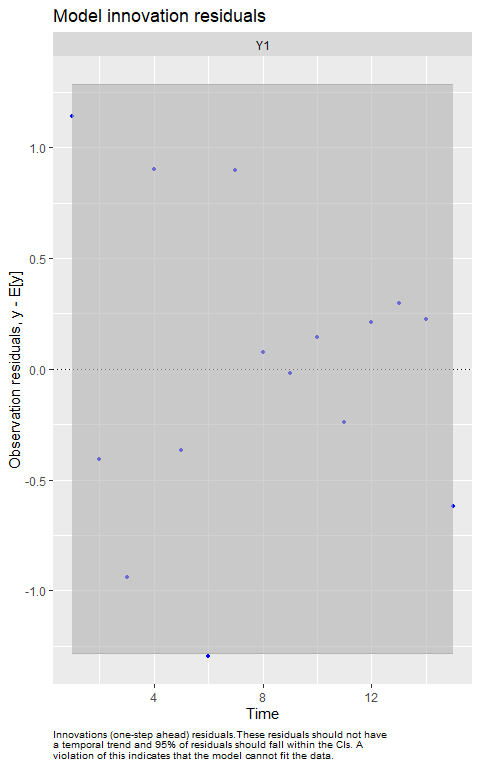 Model innovation residuals
Y1
Observation residuals, y - E[y]
1.0
0.5
0.0
-0.5
-1.0
4
8
12
Time
Innovations (one-step ahead) residuals.These residuals should not have
a temporal trend and 95% of residuals should fall within the CIs. A
violation of this indicates that the model cannot fit the data.